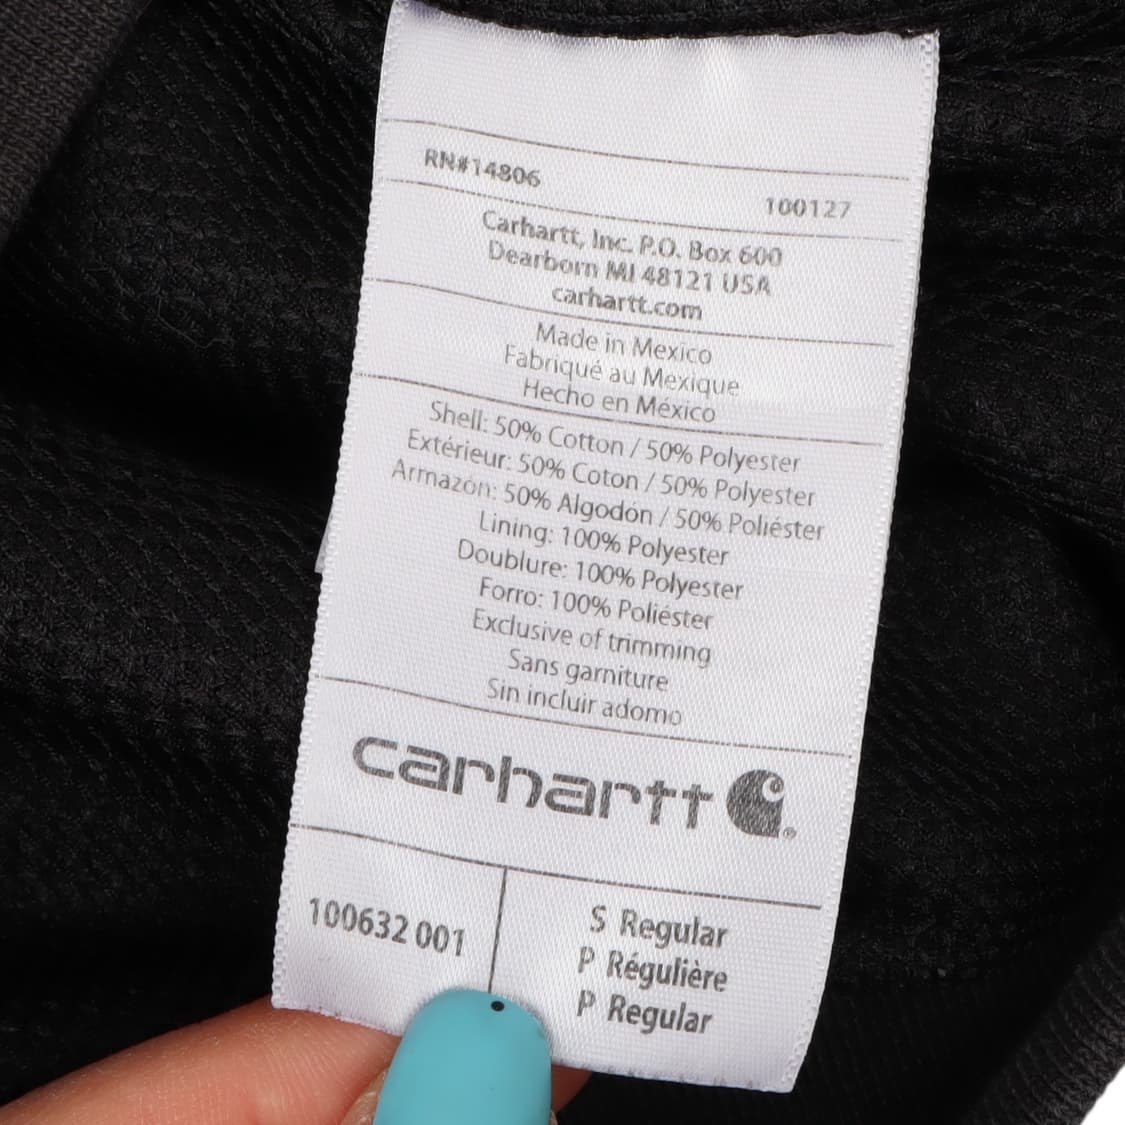 RN#14806
100127
Carhartt, Inc. P.O. Box 600
Dearborn MI 48121 USA
carhartt.com
Made in Mexico
Fabriqué au Mexique
Hecho en México
Shell: 50% Cotton / 50% Polyester
Extérieur: 50% Coton / 50% Polyester
Armazón: 50% Algodón / 50% Poliéster
Lining: 100% Polyester
Doublure: 100% Polyester
Forro: 100% Poliéster
Exclusive of trimming
Sans garniture
Sin incluir adorno
carhartt ®
100632 001
S Regular
P Régulière
P Regular